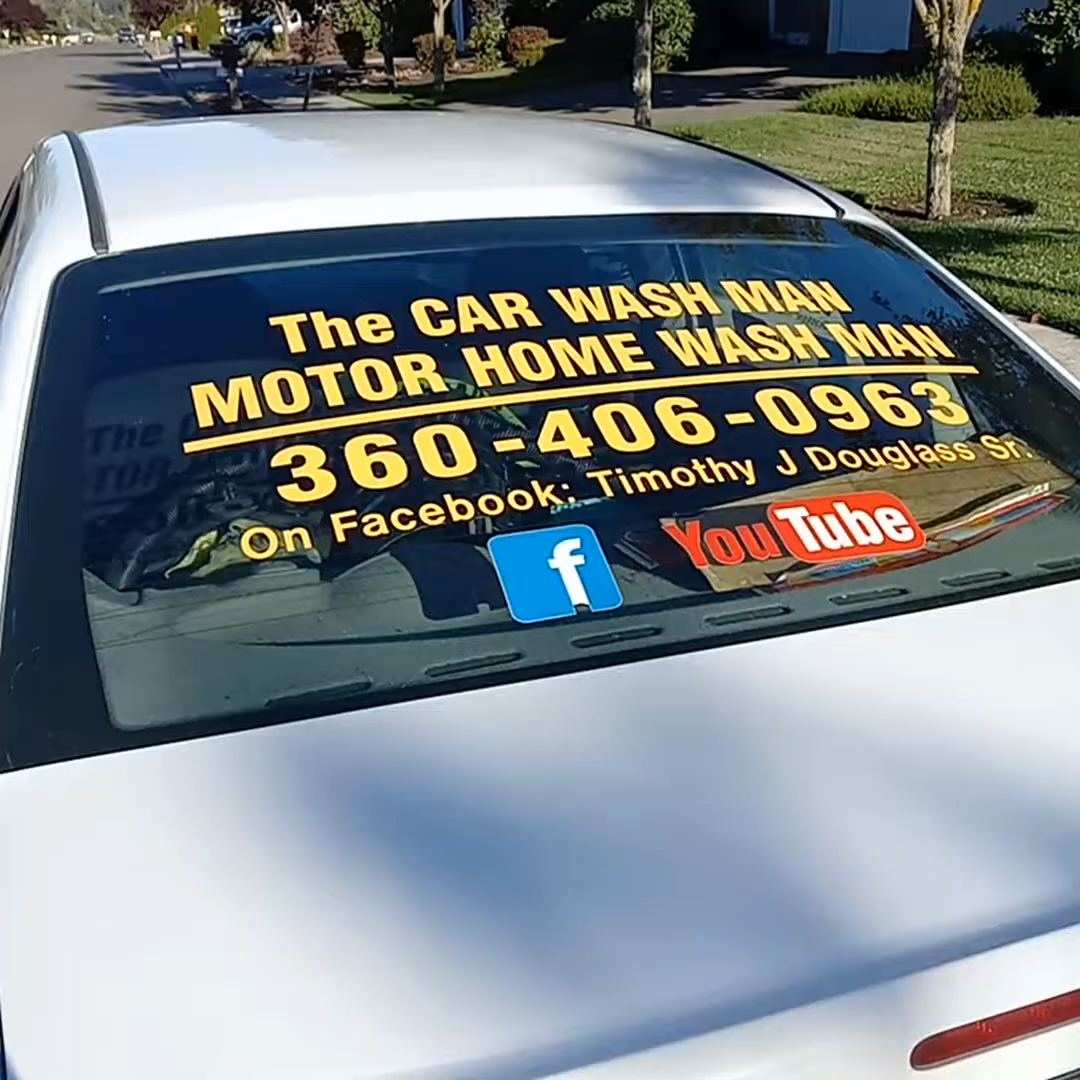 The CAR WASH MAN
MOTOR HOME WASH MAN
360-406-0963
On Facebook: Timothy J Douglass Sr.
f YouTube